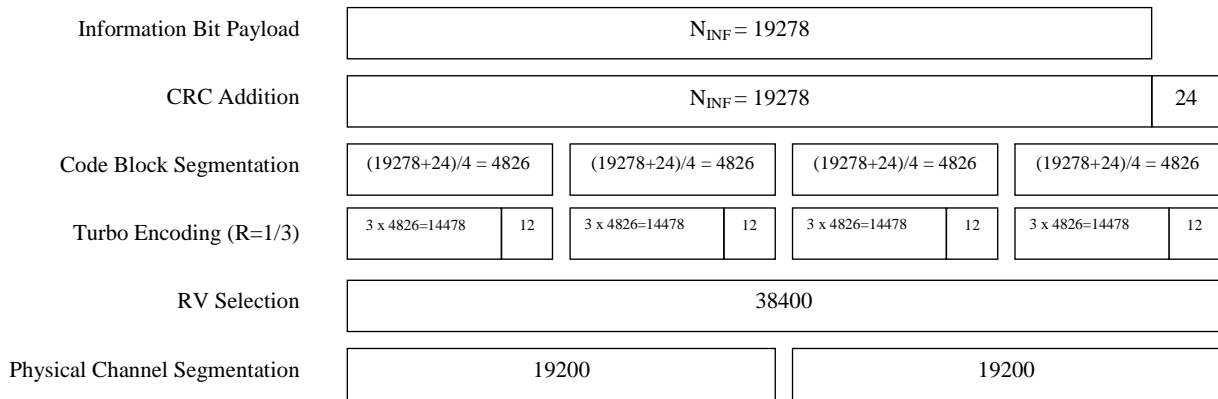 Information Bit Payload N_INF = 19278
CRC Addition N_INF = 19278 24
Code Block Segmentation (19278+24)/4 = 4826 (19278+24)/4 = 4826 (19278+24)/4 = 4826 (19278+24)/4 = 4826
Turbo Encoding (R=1/3) 3 x 4826=14478 12 3 x 4826=14478 12 3 x 4826=14478 12 3 x 4826=14478 12
RV Selection 38400
Physical Channel Segmentation 19200 19200